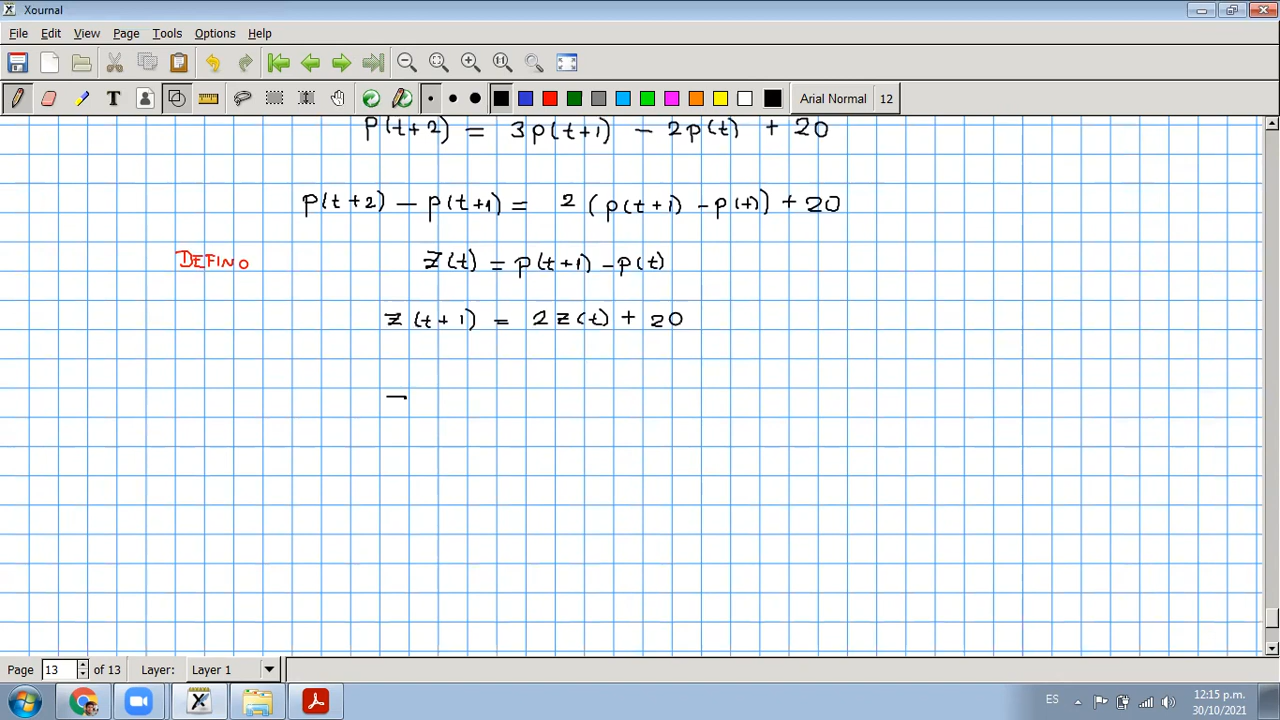 Xournal
File Edit View Page Tools Options Help
Arial Normal 12
P(t+2) = 3p(t+1) - 2p(t) + 20
p(t+2) - p(t+1) = 2 (p(t+1) - p(t)) + 20
DEFINO z(t) = p(t+1) - p(t)
z(t+1) = 2z(t) + 20
Page 13 of 13 Layer: Layer 1
ES 12:15 p.m.
30/10/2021